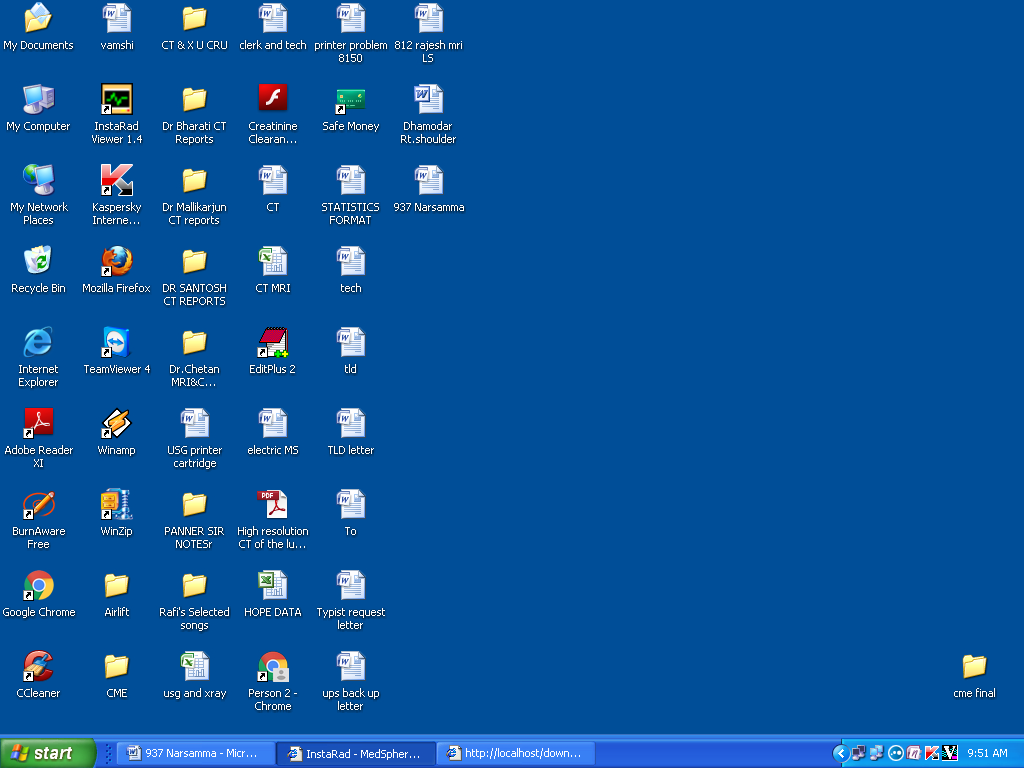 My Documents
vamshi
CT & X U CRU
clerk and tech
printer problem
8150
812 rajesh mri
LS
My Computer
InstaRad
Viewer 1.4
Dr Bharati CT
Reports
Creatinine
Clearan...
Safe Money
Dhamodar
Rt.shoulder
My Network
Places
Kaspersky
Interne...
Dr Mallikarjun
CT reports
CT
STATISTICS
FORMAT
937 Narsamma
Recycle Bin
Mozilla Firefox
DR SANTOSH
CT REPORTS
CT MRI
tech
Internet
Explorer
TeamViewer 4
Dr.Chetan
MRI&C...
EditPlus 2
tld
Adobe Reader
XI
Winamp
USG printer
cartridge
electric MS
TLD letter
BurnAware
Free
WinZip
PANNER SIR
NOTESr
PDF
High resolution
CT of the lu...
To
Google Chrome
Airlift
Rafi's Selected
songs
HOPE DATA
Typist request
letter
CCleaner
CME
usg and xray
Person 2 -
Chrome
ups back up
letter
cme final
start
937 Narsamma - Micr...
InstaRad - MedSpher...
http://localhost/down...
9:51 AM